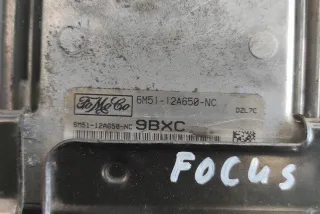 FoMoCo 6M51-12A650-NC
DZL7C
6M51-12A650-NC 9BXC
FOCUS